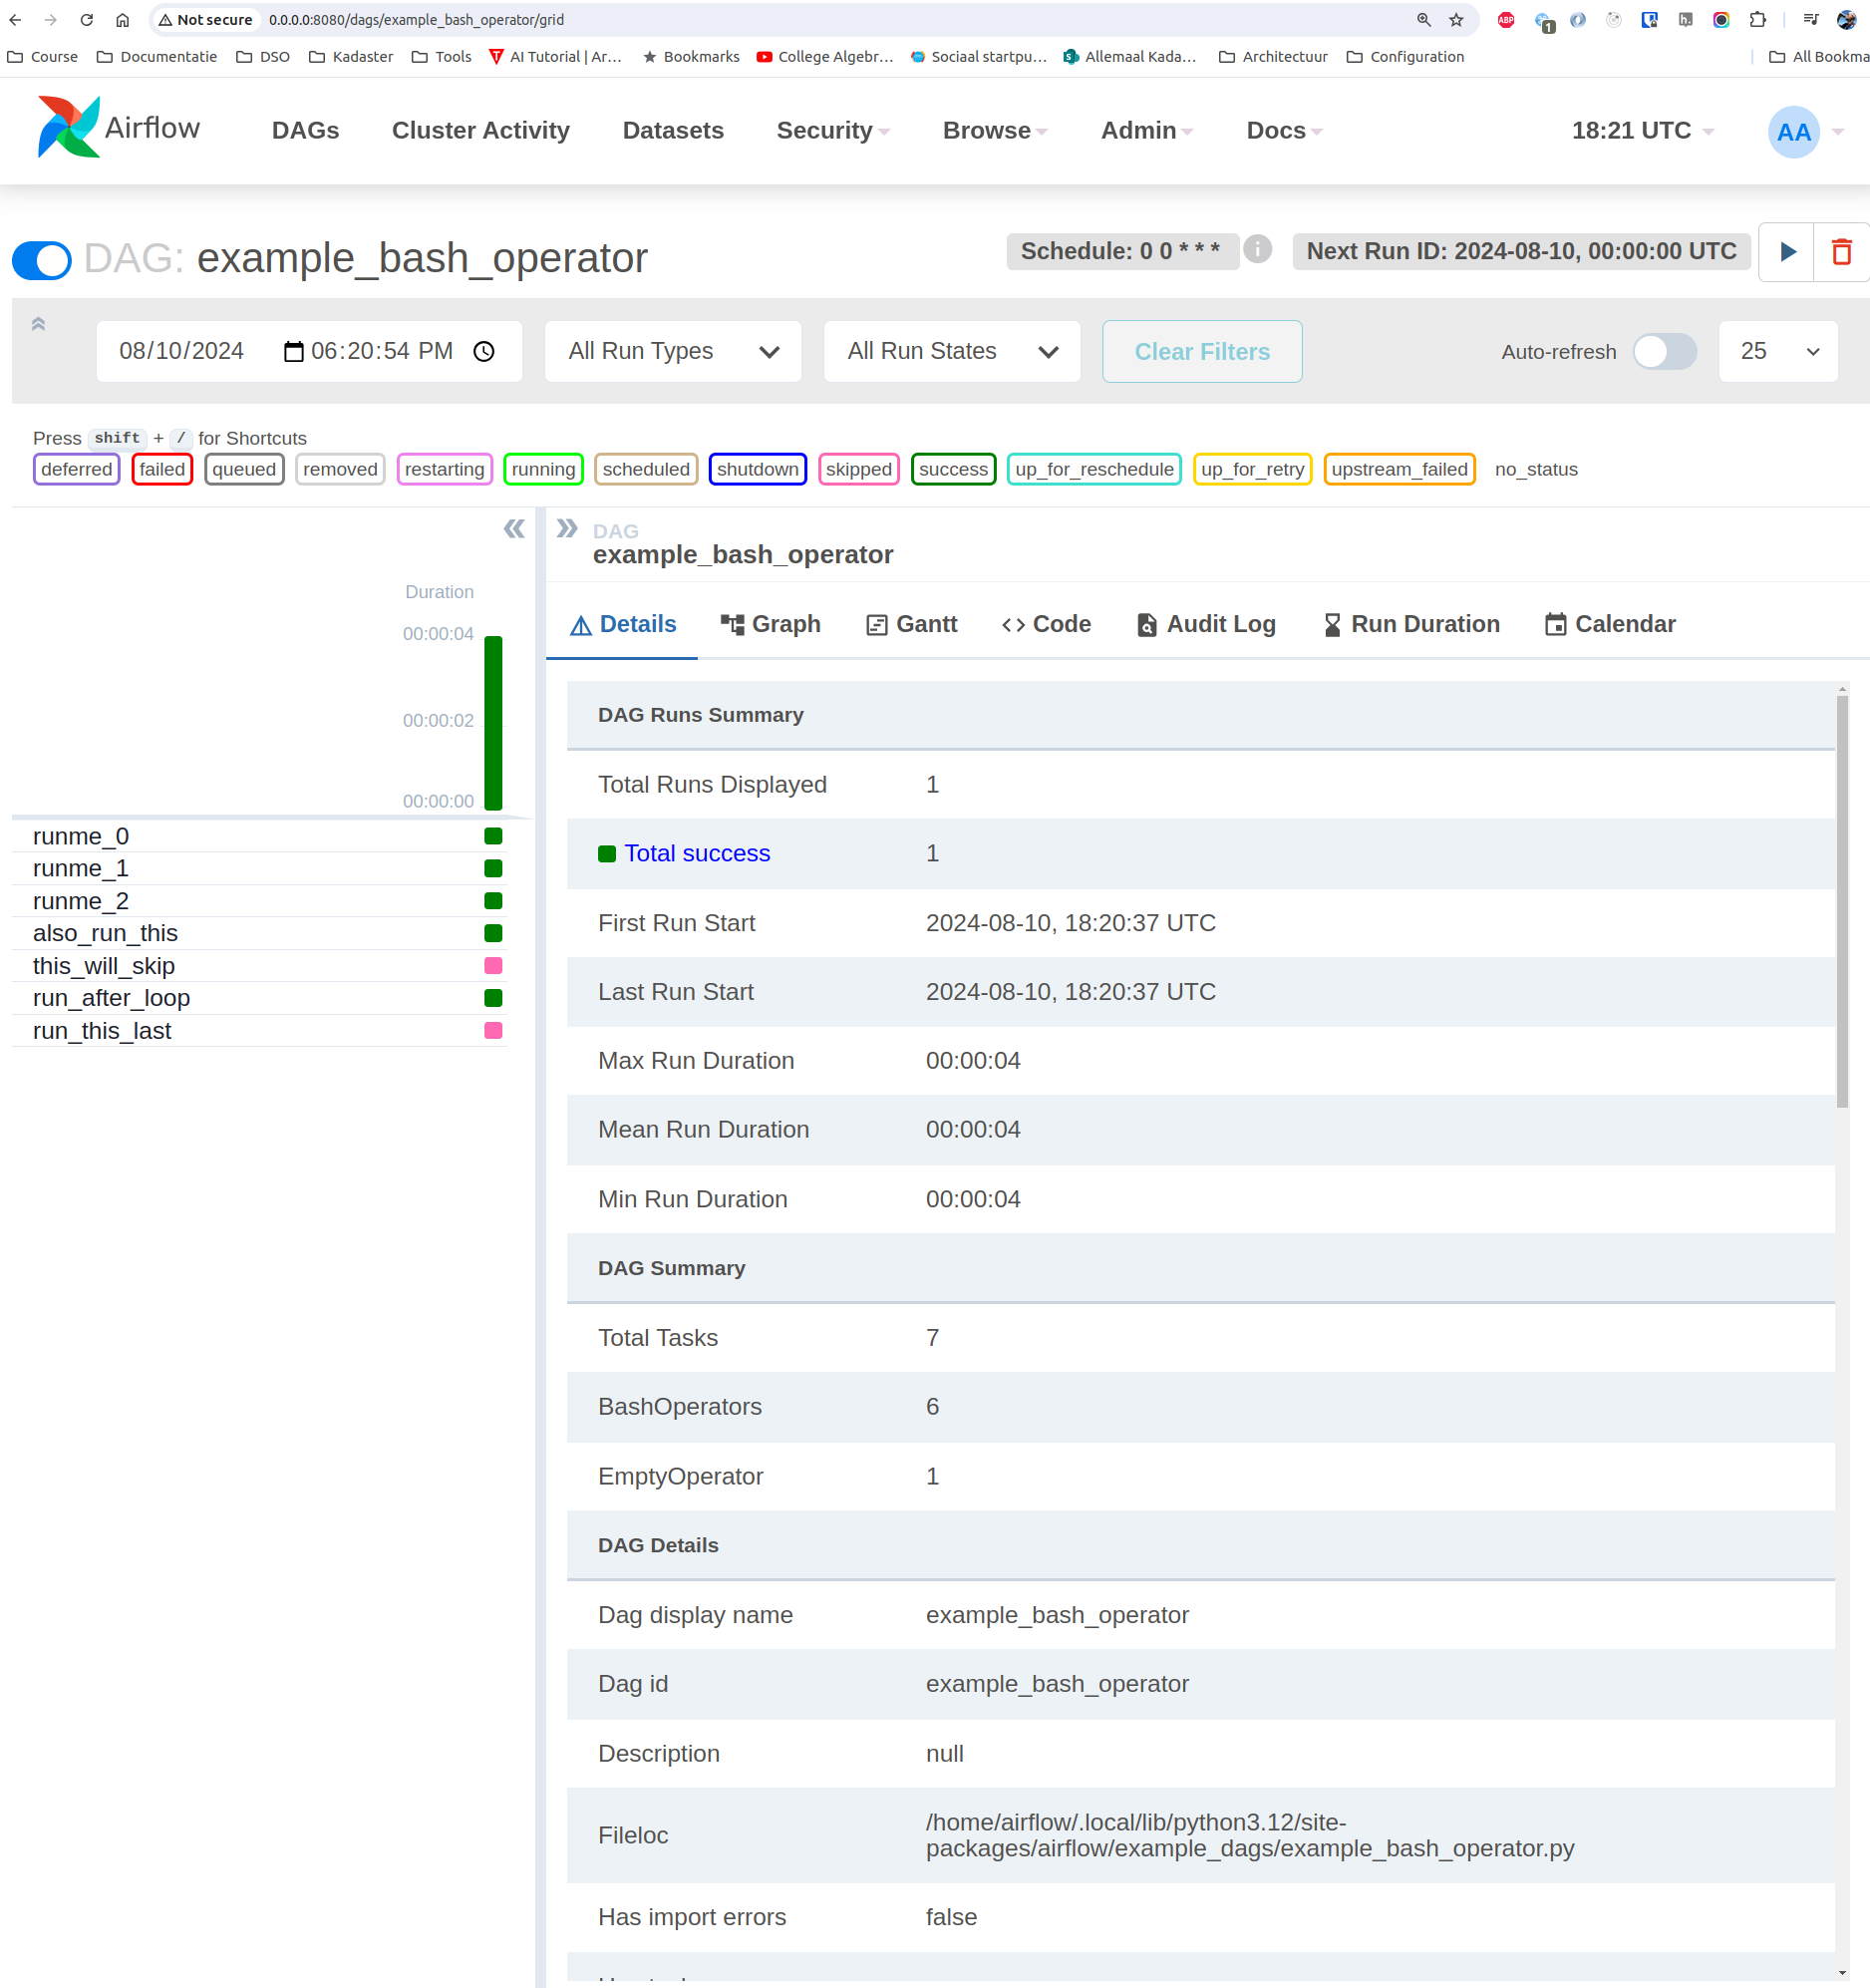 Not secure 0.0.0.0:8080/dags/example_bash_operator/grid
ABP 1 h.
Course Documentatie DSO Kadaster Tools AI Tutorial | Ar... Bookmarks College Algebr... Sociaal startpu... Allemaal Kada... Architectuur Configuration All Bookma
Airflow DAGs Cluster Activity Datasets Security Browse Admin Docs 18:21 UTC AA
DAG: example_bash_operator Schedule: 0 0 * * * i Next Run ID: 2024-08-10, 00:00:00 UTC
08/10/2024 06:20:54 PM All Run Types All Run States Clear Filters Auto-refresh 25
Press shift + / for Shortcuts
deferred failed queued removed restarting running scheduled shutdown skipped success up_for_reschedule up_for_retry upstream_failed no_status
DAG
example_bash_operator
Duration
00:00:04
00:00:02
00:00:00
runme_0
runme_1
runme_2
also_run_this
this_will_skip
run_after_loop
run_this_last
Details Graph Gantt Code Audit Log Run Duration Calendar
DAG Runs Summary
Total Runs Displayed 1
Total success 1
First Run Start 2024-08-10, 18:20:37 UTC
Last Run Start 2024-08-10, 18:20:37 UTC
Max Run Duration 00:00:04
Mean Run Duration 00:00:04
Min Run Duration 00:00:04
DAG Summary
Total Tasks 7
BashOperators 6
EmptyOperator 1
DAG Details
Dag display name example_bash_operator
Dag id example_bash_operator
Description null
Fileloc /home/airflow/.local/lib/python3.12/site-
packages/airflow/example_dags/example_bash_operator.py
Has import errors false